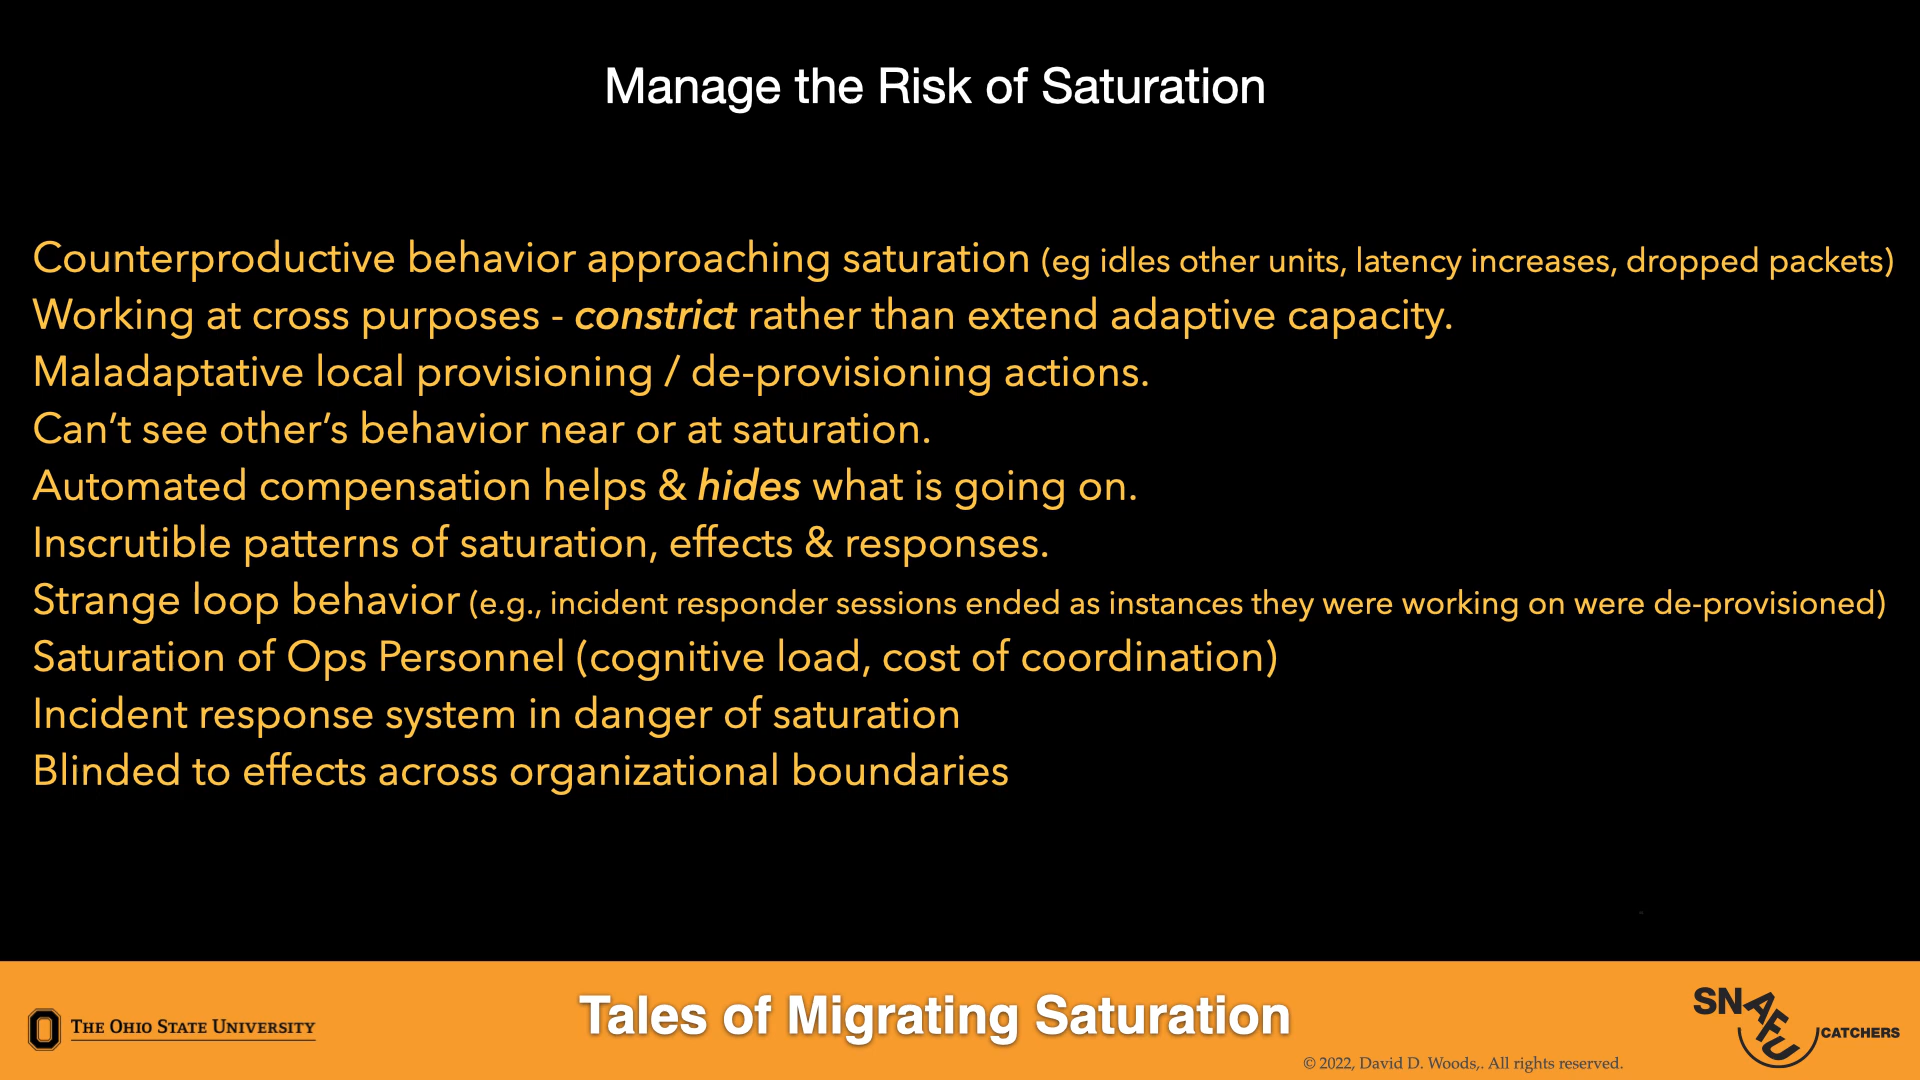 Manage the Risk of Saturation
Counterproductive behavior approaching saturation (eg idles other units, latency increases, dropped packets)
Working at cross purposes - constrict rather than extend adaptive capacity.
Maladaptative local provisioning / de-provisioning actions.
Can’t see other’s behavior near or at saturation.
Automated compensation helps & hides what is going on.
Inscrutible patterns of saturation, effects & responses.
Strange loop behavior (e.g., incident responder sessions ended as instances they were working on were de-provisioned)
Saturation of Ops Personnel (cognitive load, cost of coordination)
Incident response system in danger of saturation
Blinded to effects across organizational boundaries
The Ohio State University
Tales of Migrating Saturation
© 2022, David D. Woods,. All rights reserved.
SNAFU CATCHERS